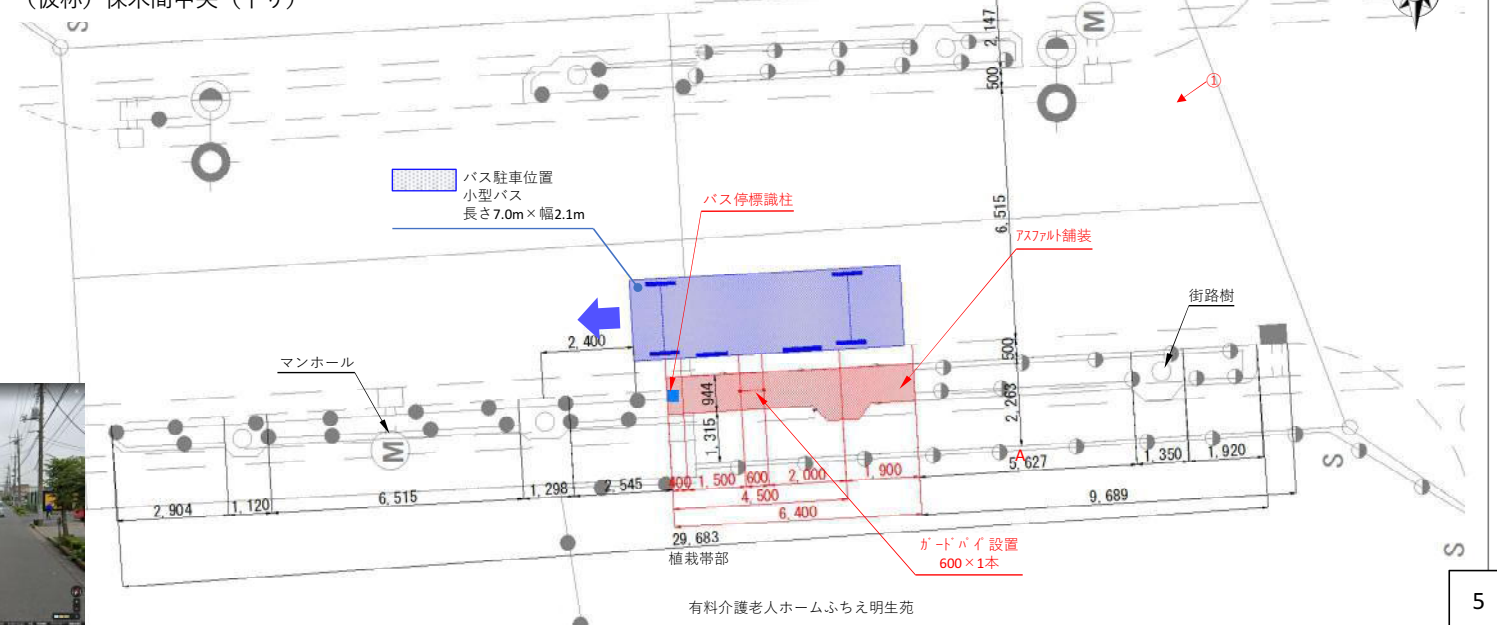 （仮称）保木間中央（下り）
S
M
2,147
500
①
バス駐車位置
小型バス
長さ7.0m×幅2.1m
バス停標識柱
6,515
アスファルト舗装
街路樹
2,400
マンホール
500
944
2,263
1,315
M
A
S
5,627
1,350
1,920
400
1,500
600
2,000
1,900
2,904
1,120
6,515
1,298
2,545
4,500
9,689
6,400
29,683
植栽帯部
ガードパイ 設置
600×1本
S
有料介護老人ホームふちえ明生苑
5